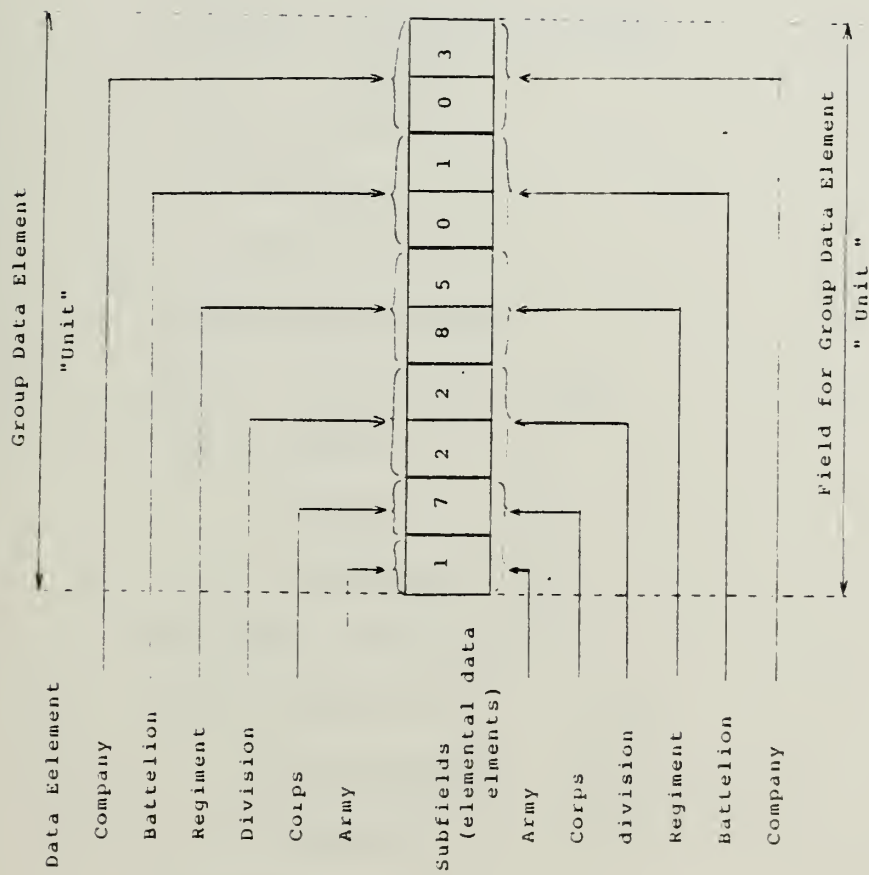 Group Data Element
Data Eelement
"Unit"
Company
Battelion
Regiment
Division
Corps
Army
Subfields
(elemental data
elments)
1 7 2 2 8 5 0 1 0 3
Army
Corps
division
Regiment
Battelion
Company
Field for Group Data Element
" Unit "